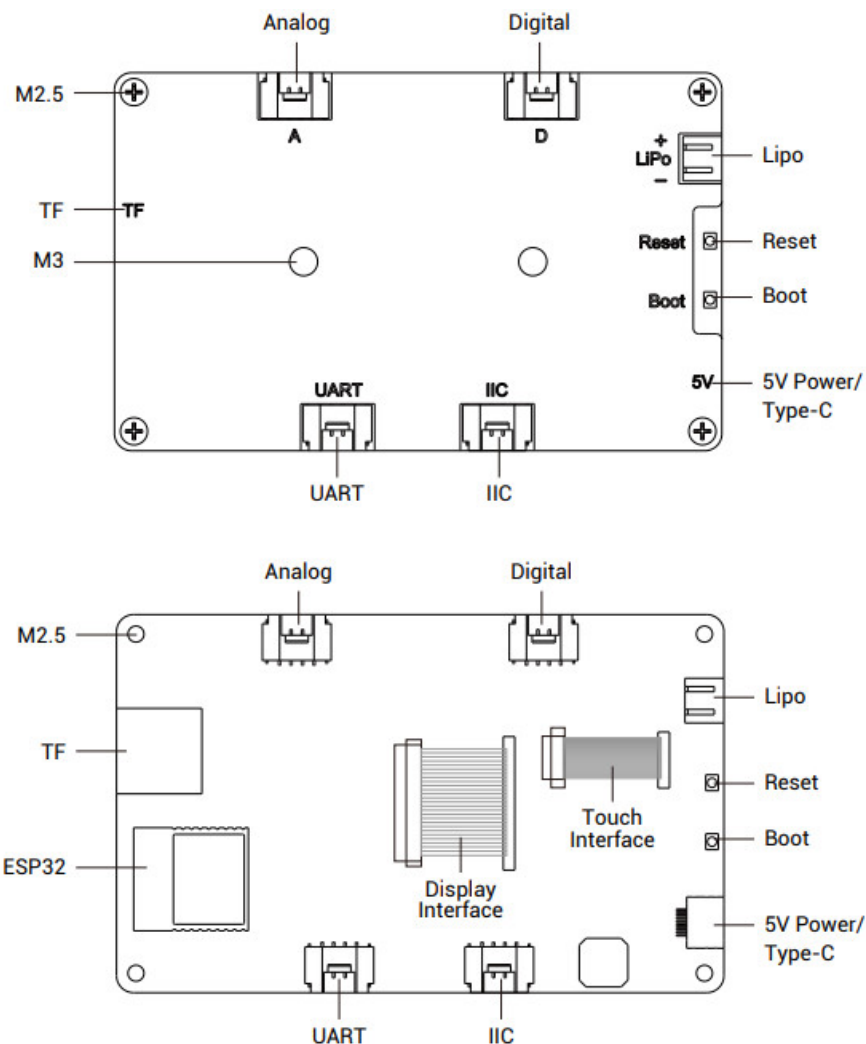 Analog
Digital
M2.5
A
D
+
LiPo
−
Lipo
TF
TF
Reset
Reset
M3
Boot
Boot
UART
IIC
5V
5V Power/
Type-C
UART
IIC
Analog
Digital
M2.5
Lipo
TF
Reset
Touch
Interface
Boot
ESP32
Display
Interface
5V Power/
Type-C
UART
IIC